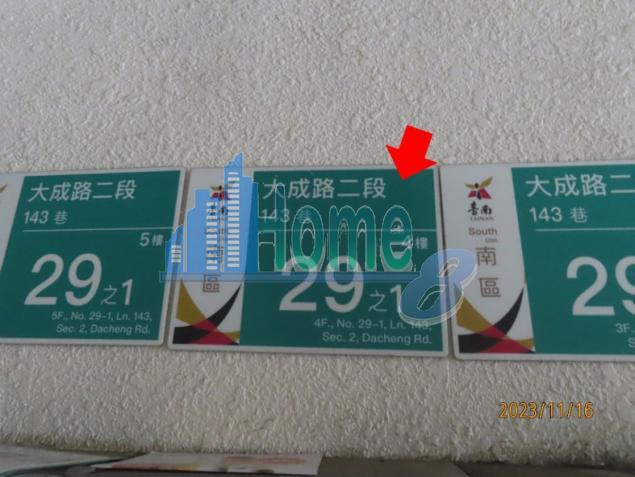 大成路二段
143 巷
5樓
29之1
5F., No. 29-1, Ln. 143,
Sec. 2, Dacheng Rd.
大成路二段
143 巷
4樓
29之1
4F., No. 29-1, Ln. 143,
Sec. 2, Dacheng Rd.
區
Home 8
臺南
TAINAN
South
Dist.
南
區
大成路二
143 巷
29
3F
S
2023/11/16